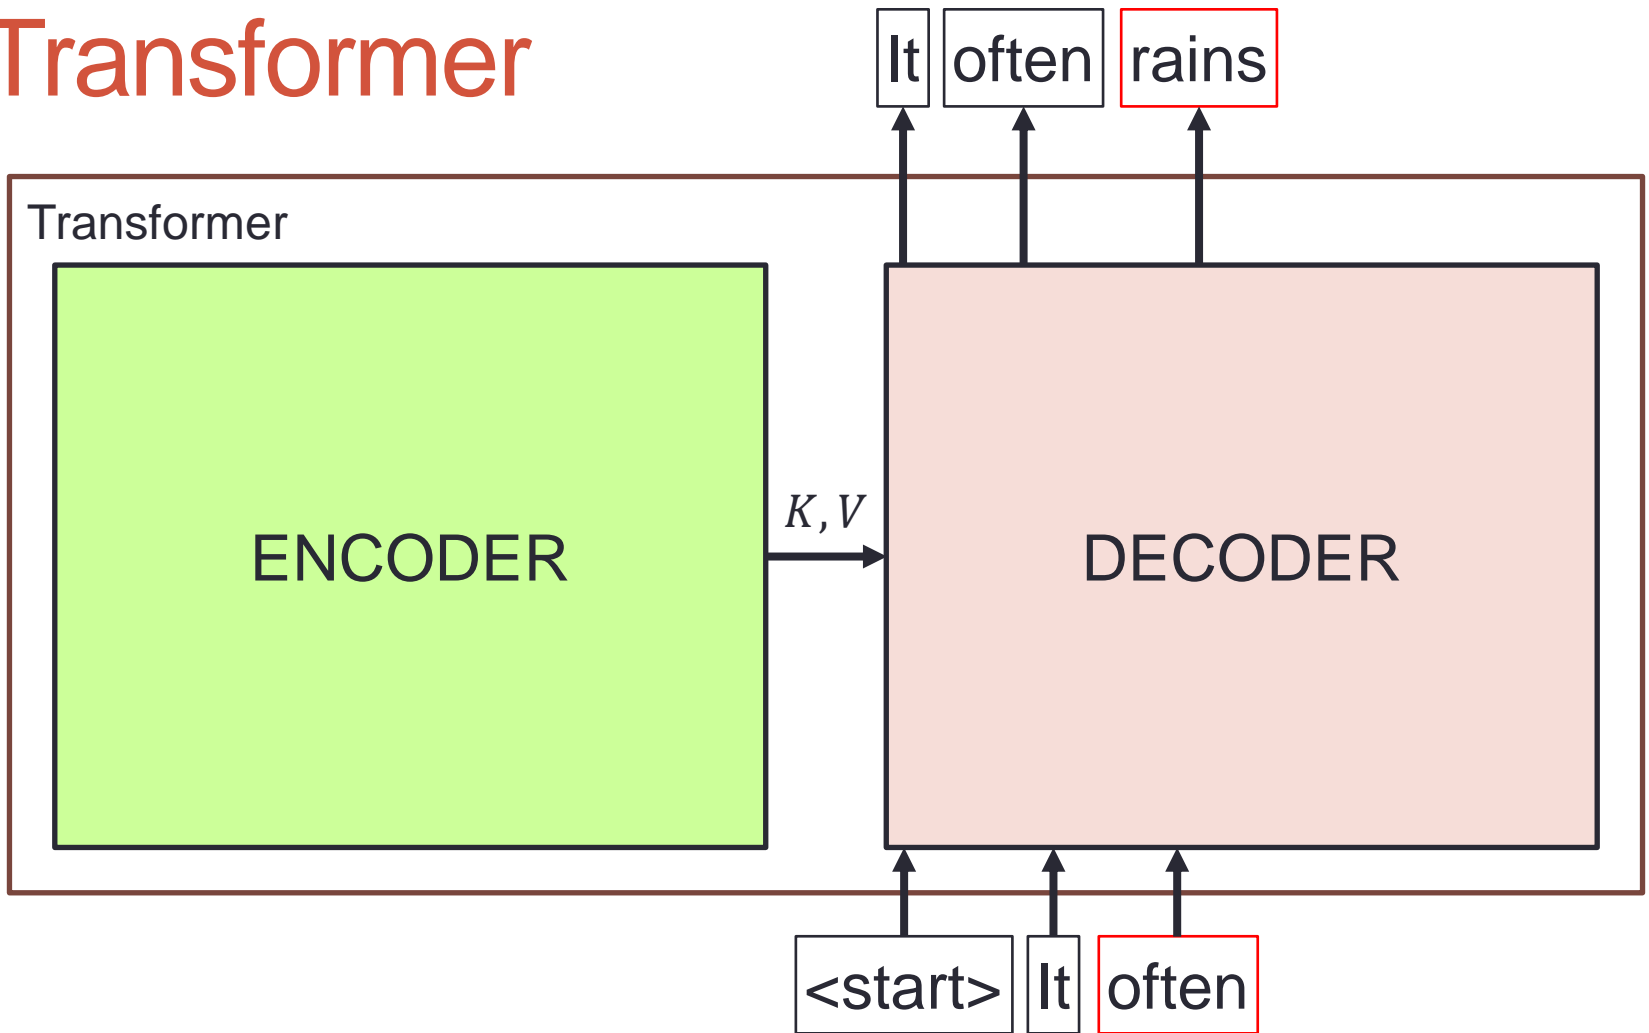 Transformer
It often rains
Transformer
K, V
ENCODER
DECODER
<start> It often